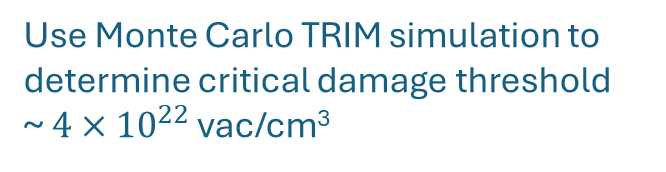 Use Monte Carlo TRIM simulation to
determine critical damage threshold
~ 4 × 10²² vac/cm³